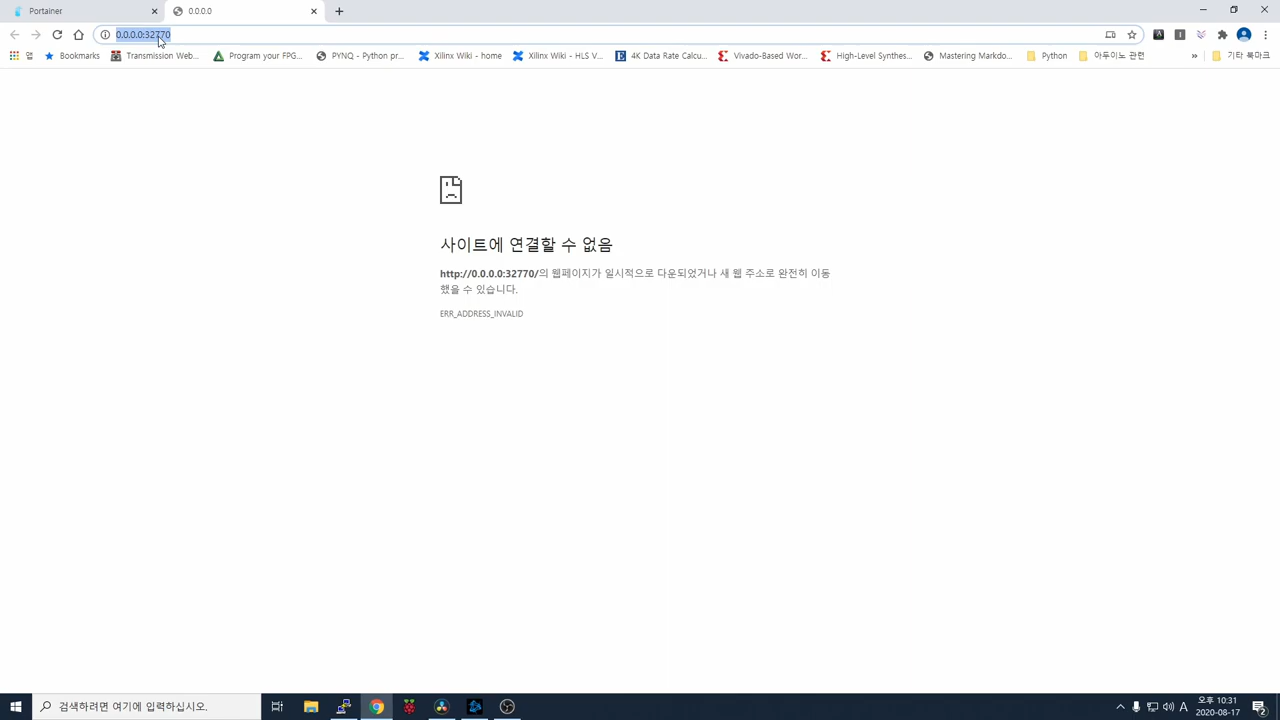 Portainer
0.0.0.0
0.0.0.0:32770
앱 Bookmarks Transmission Web... Program your FPG... PYNQ - Python pr... Xilinx Wiki - home Xilinx Wiki - HLS V... 4K Data Rate Calcu... Vivado-Based Wor... High-Level Synthes... Mastering Markdo... Python 아두이노 관련 » 기타 북마크
사이트에 연결할 수 없음
http://0.0.0.0:32770/의 웹페이지가 일시적으로 다운되었거나 새 웹 주소로 완전히 이동
했을 수 있습니다.
ERR_ADDRESS_INVALID
검색하려면 여기에 입력하십시오.
A
오후 10:31
2020-08-17
2